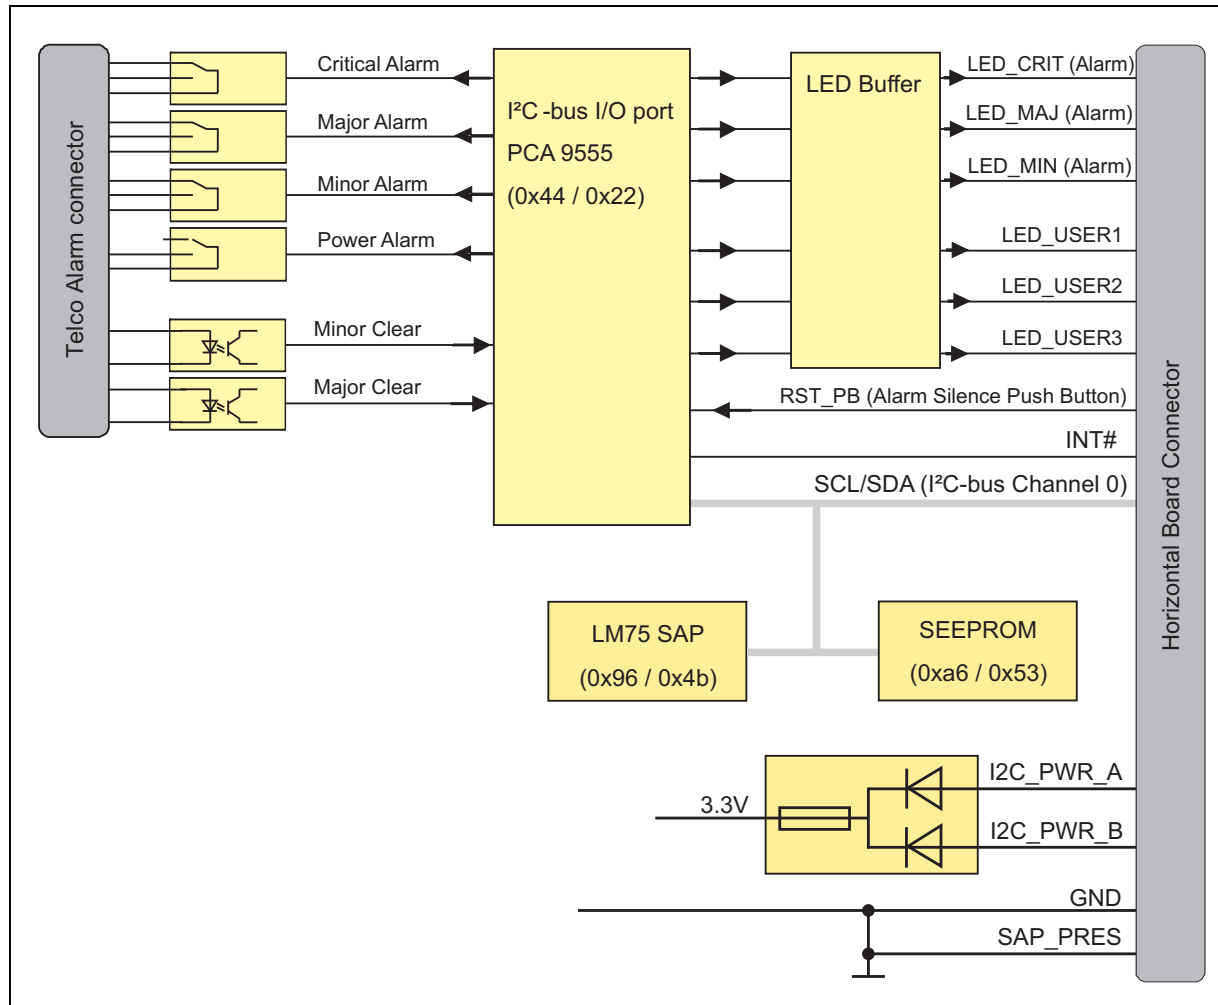 Telco Alarm connector
Critical Alarm
Major Alarm
Minor Alarm
Power Alarm
Minor Clear
Major Clear
I²C -bus I/O port
PCA 9555
(0x44 / 0x22)
LED Buffer
LED_CRIT (Alarm)
LED_MAJ (Alarm)
LED_MIN (Alarm)
LED_USER1
LED_USER2
LED_USER3
RST_PB (Alarm Silence Push Button)
INT#
SCL/SDA (I²C-bus Channel 0)
Horizontal Board Connector
LM75 SAP
(0x96 / 0x4b)
SEEPROM
(0xa6 / 0x53)
3.3V
I2C_PWR_A
I2C_PWR_B
GND
SAP_PRES